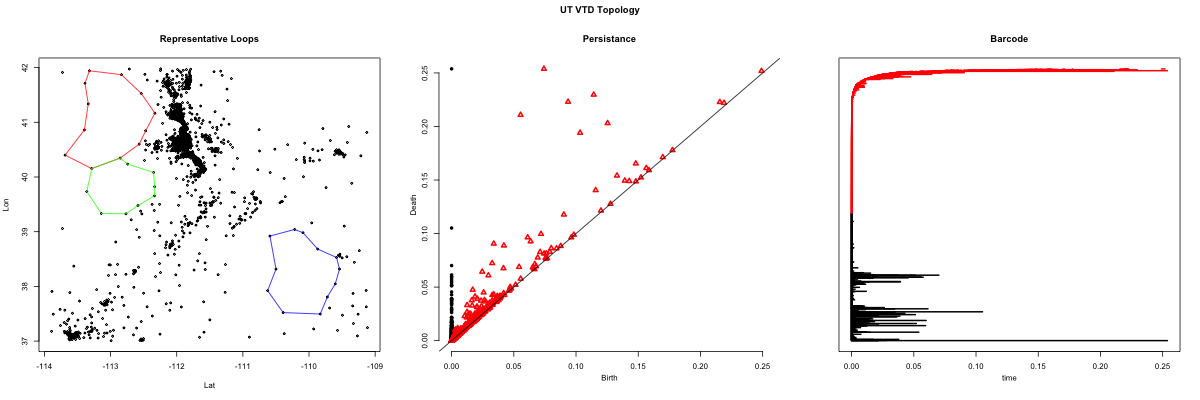 UT VTD Topology
Representative Loops
Lon
37 38 39 40 41 42
-114 -113 -112 -111 -110 -109
Lat
Persistance
Death
0.00 0.05 0.10 0.15 0.20 0.25
0.00 0.05 0.10 0.15 0.20 0.25
Birth
Barcode
0.00 0.05 0.10 0.15 0.20 0.25
time